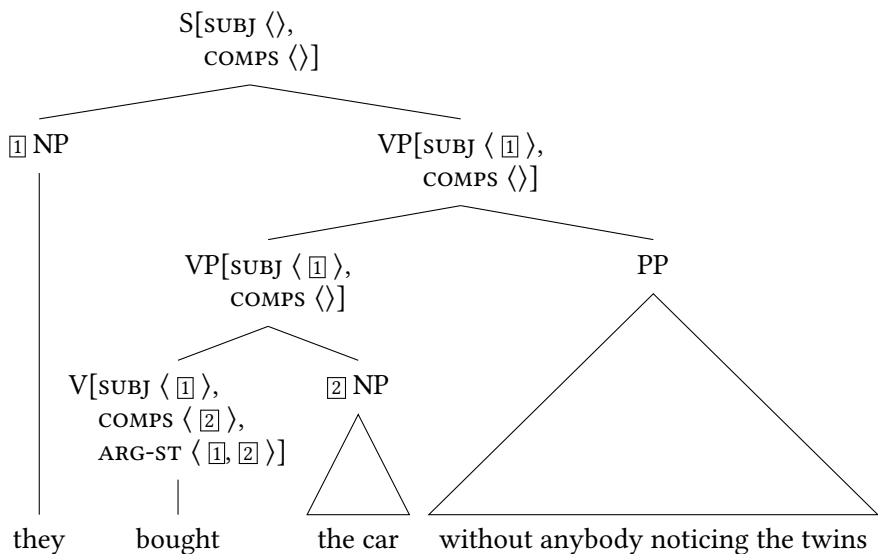 S[SUBJ ⟨⟩,
COMPS ⟨⟩]
1 NP
VP[SUBJ ⟨ 1 ⟩,
COMPS ⟨⟩]
VP[SUBJ ⟨ 1 ⟩,
COMPS ⟨⟩]
PP
V[SUBJ ⟨ 1 ⟩,
COMPS ⟨ 2 ⟩,
ARG-ST ⟨ 1, 2 ⟩]
2 NP
they bought the car without anybody noticing the twins